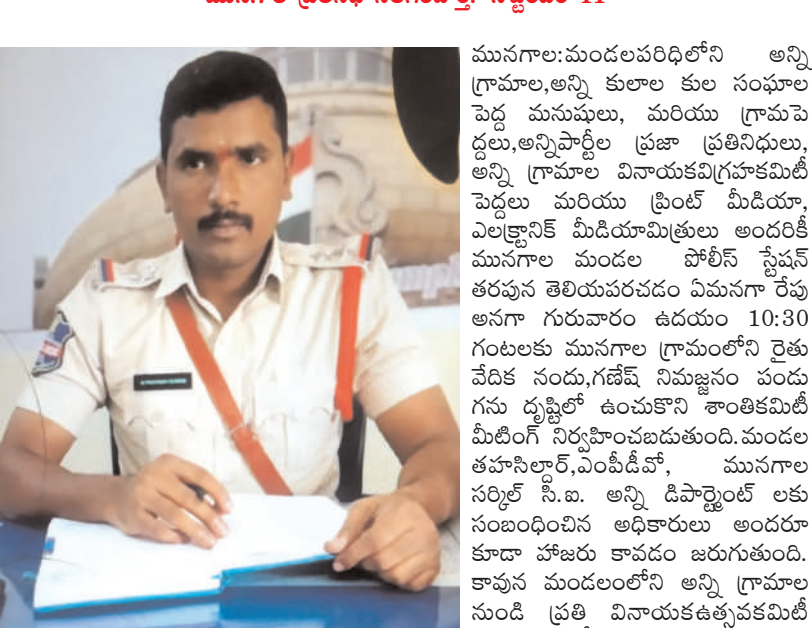 11
మునగాల:మండలపరిధిలోని అన్ని
గ్రామాల,అన్ని కులాల కుల సంఘాల
పెద్ద మనుషులు, మరియు గ్రామపె
ద్దలు,అన్నిపార్టీల ప్రజా ప్రతినిధులు,
అన్ని గ్రామాల వినాయకవిగ్రహకమిటీ
పెద్దలు మరియు ప్రింట్ మీడియా,
ఎలక్ట్రానిక్ మీడియామిత్రులు అందరికీ
మునగాల మండల పోలీస్ స్టేషన్
తరపున తెలియపరచడం ఏమనగా రేపు
అనగా గురువారం ఉదయం 10:30
గంటలకు మునగాల గ్రామంలోని రైతు
వేదిక నందు,గణేష్ నిమజ్జనం పండు
గను దృష్టిలో ఉంచుకొని శాంతికమిటీ
మీటింగ్ నిర్వహించబడుతుంది.మండల
తహసిల్దార్,ఎంపీడీవో, మునగాల
సర్కిల్ సి.ఐ. అన్ని డిపార్ట్మెంట్ లకు
సంబంధించిన అధికారులు అందరూ
కూడా హాజరు కావడం జరుగుతుంది.
కావున మండలంలోని అన్ని గ్రామాల
నుండి ప్రతి వినాయకఉత్సవకమిటీ